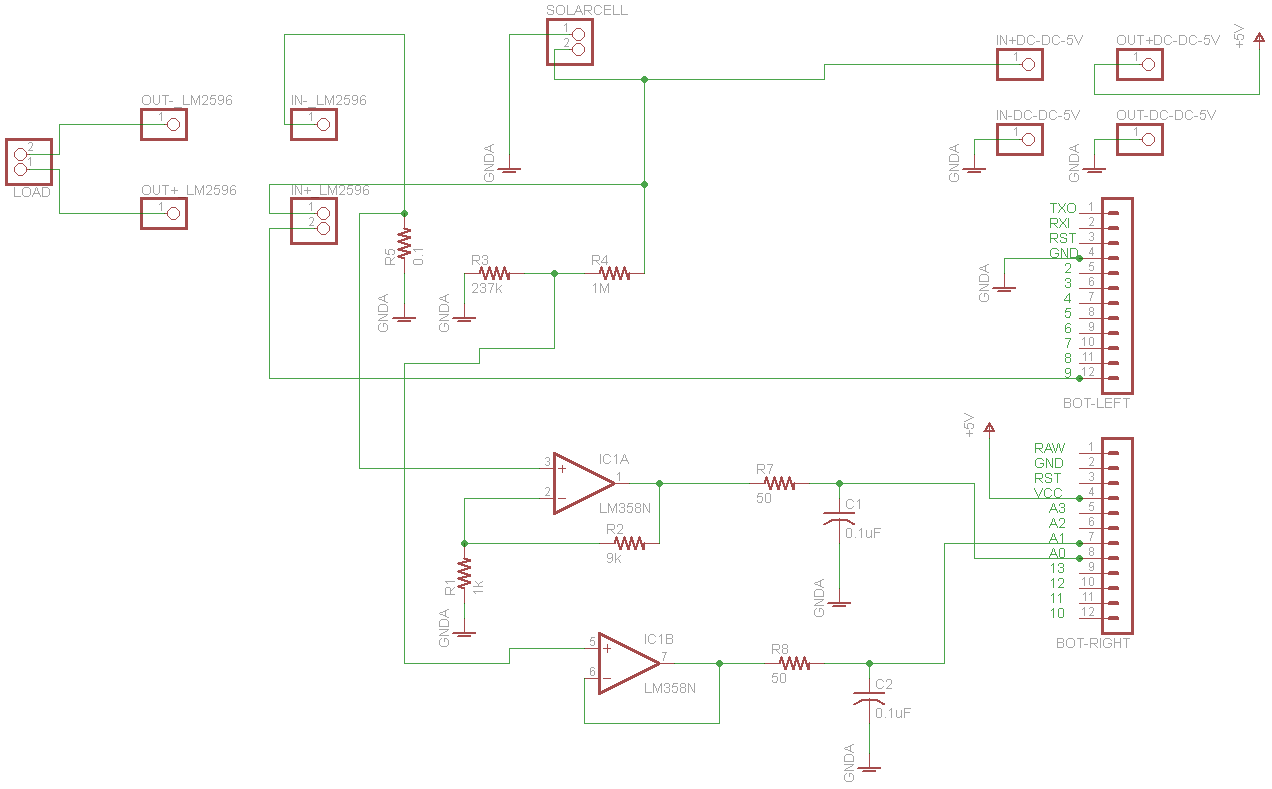 SOLARCELL
1
2
IN+DC-DC-5V
1
OUT+DC-DC-5V
1
+5V
OUT-_LM2596
1
IN-_LM2596
1
IN-DC-DC-5V
1
OUT-DC-DC-5V
1
2
1
LOAD
GNDA
GNDA
GNDA
OUT+_LM2596
1
IN+_LM2596
1
2
R5
0.1
GNDA
R3
237k
GNDA
R4
1M
TXO 1
RXI 2
RST 3
GND 4
2 5
3 6
4 7
5 8
6 9
7 10
8 11
9 12
GNDA
BOT-LEFT
+5V
IC1A
3
2
1
LM358N
R2
9k
R1
1k
GNDA
R7
50
C1
0.1uF
GNDA
RAW 1
GND 2
RST 3
VCC 4
A3 5
A2 6
A1 7
A0 8
13 9
12 10
11 11
10 12
BOT-RIGHT
IC1B
5
6
7
LM358N
R8
50
C2
0.1uF
GNDA